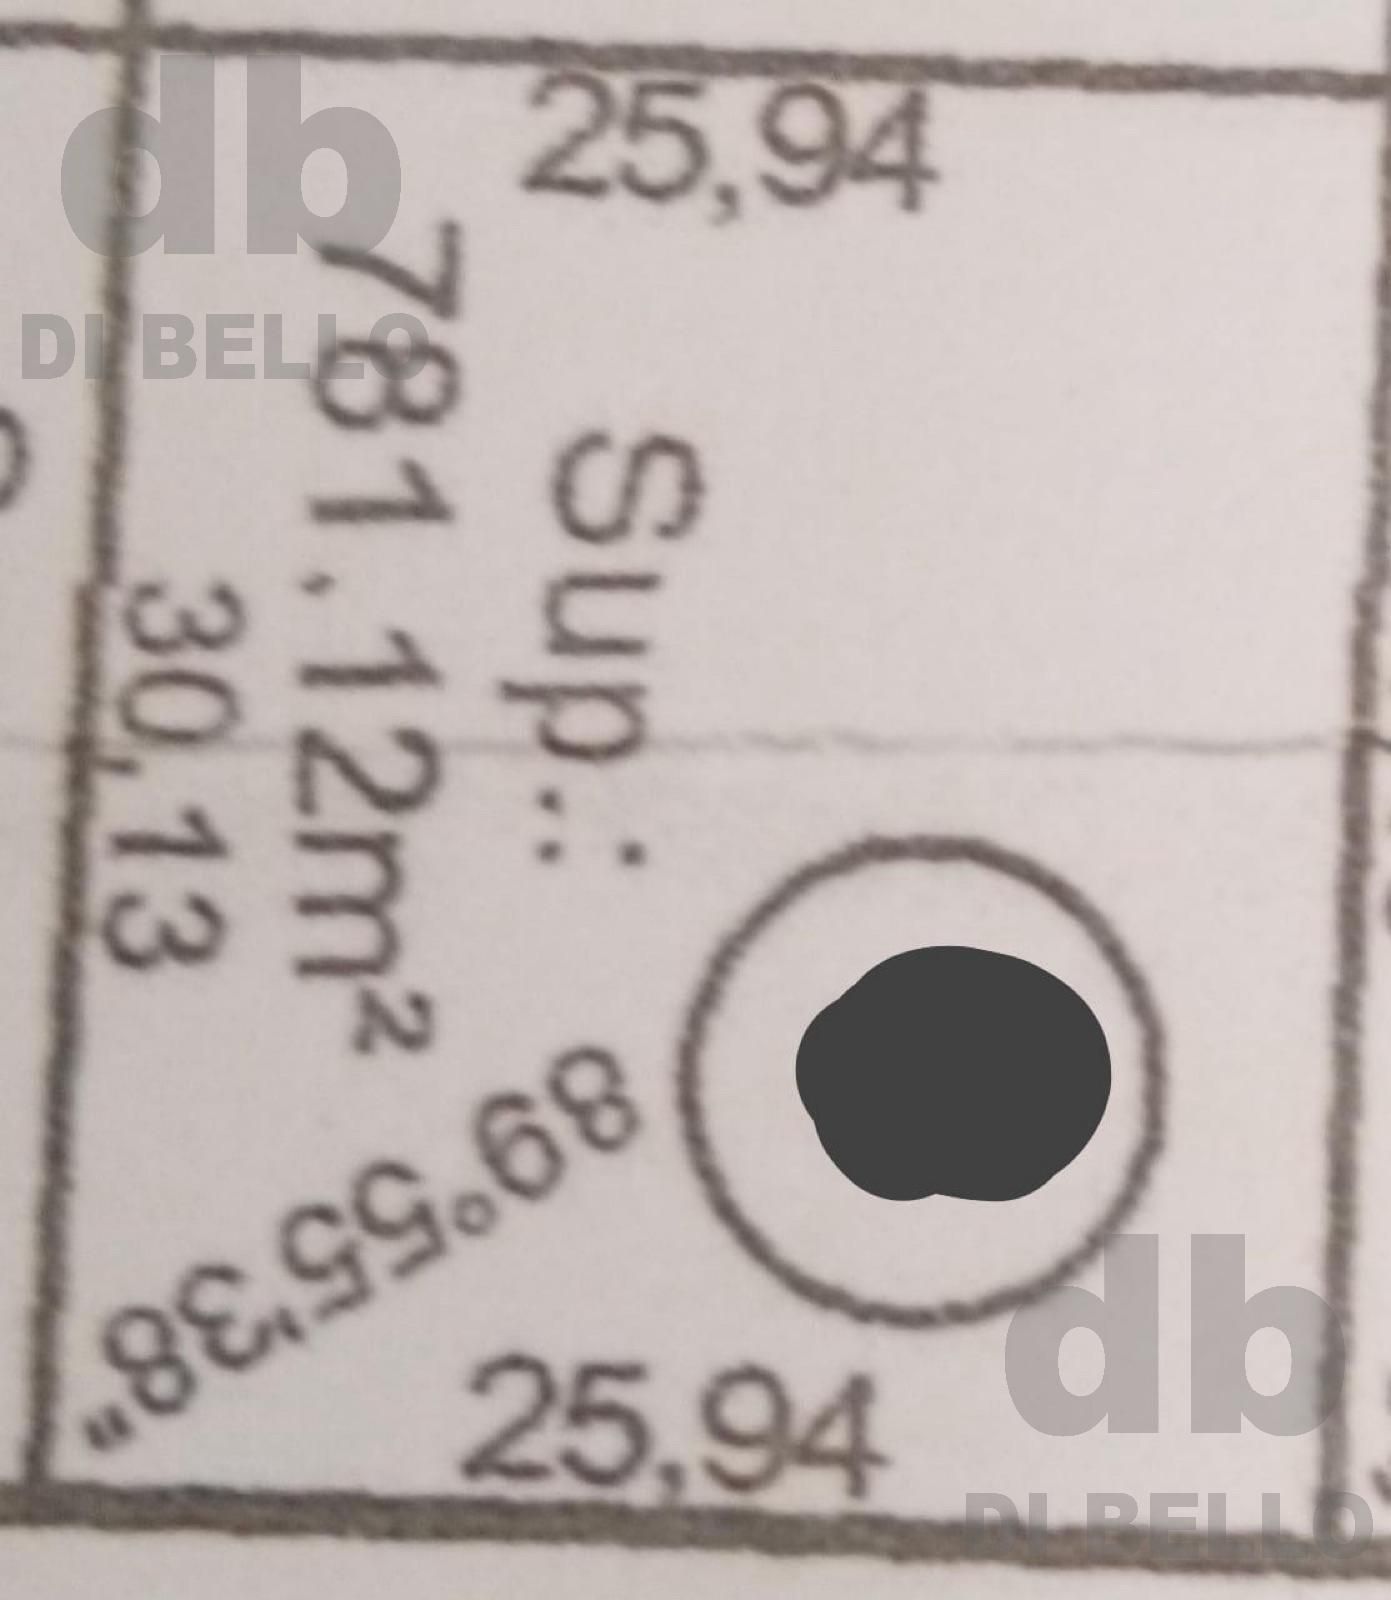 db
DI BELLO
25,94
Sup.:
781.12m²
30,13
89°55'38"
25,94
db
DI BELLO